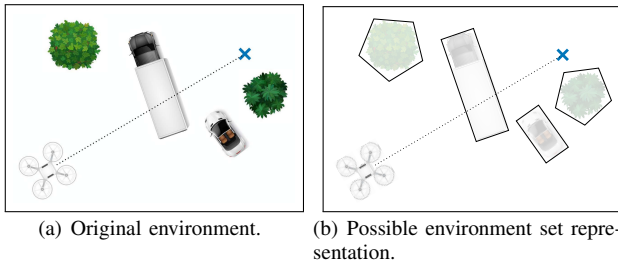 (a) Original environment.
(b) Possible environment set repre-
sentation.